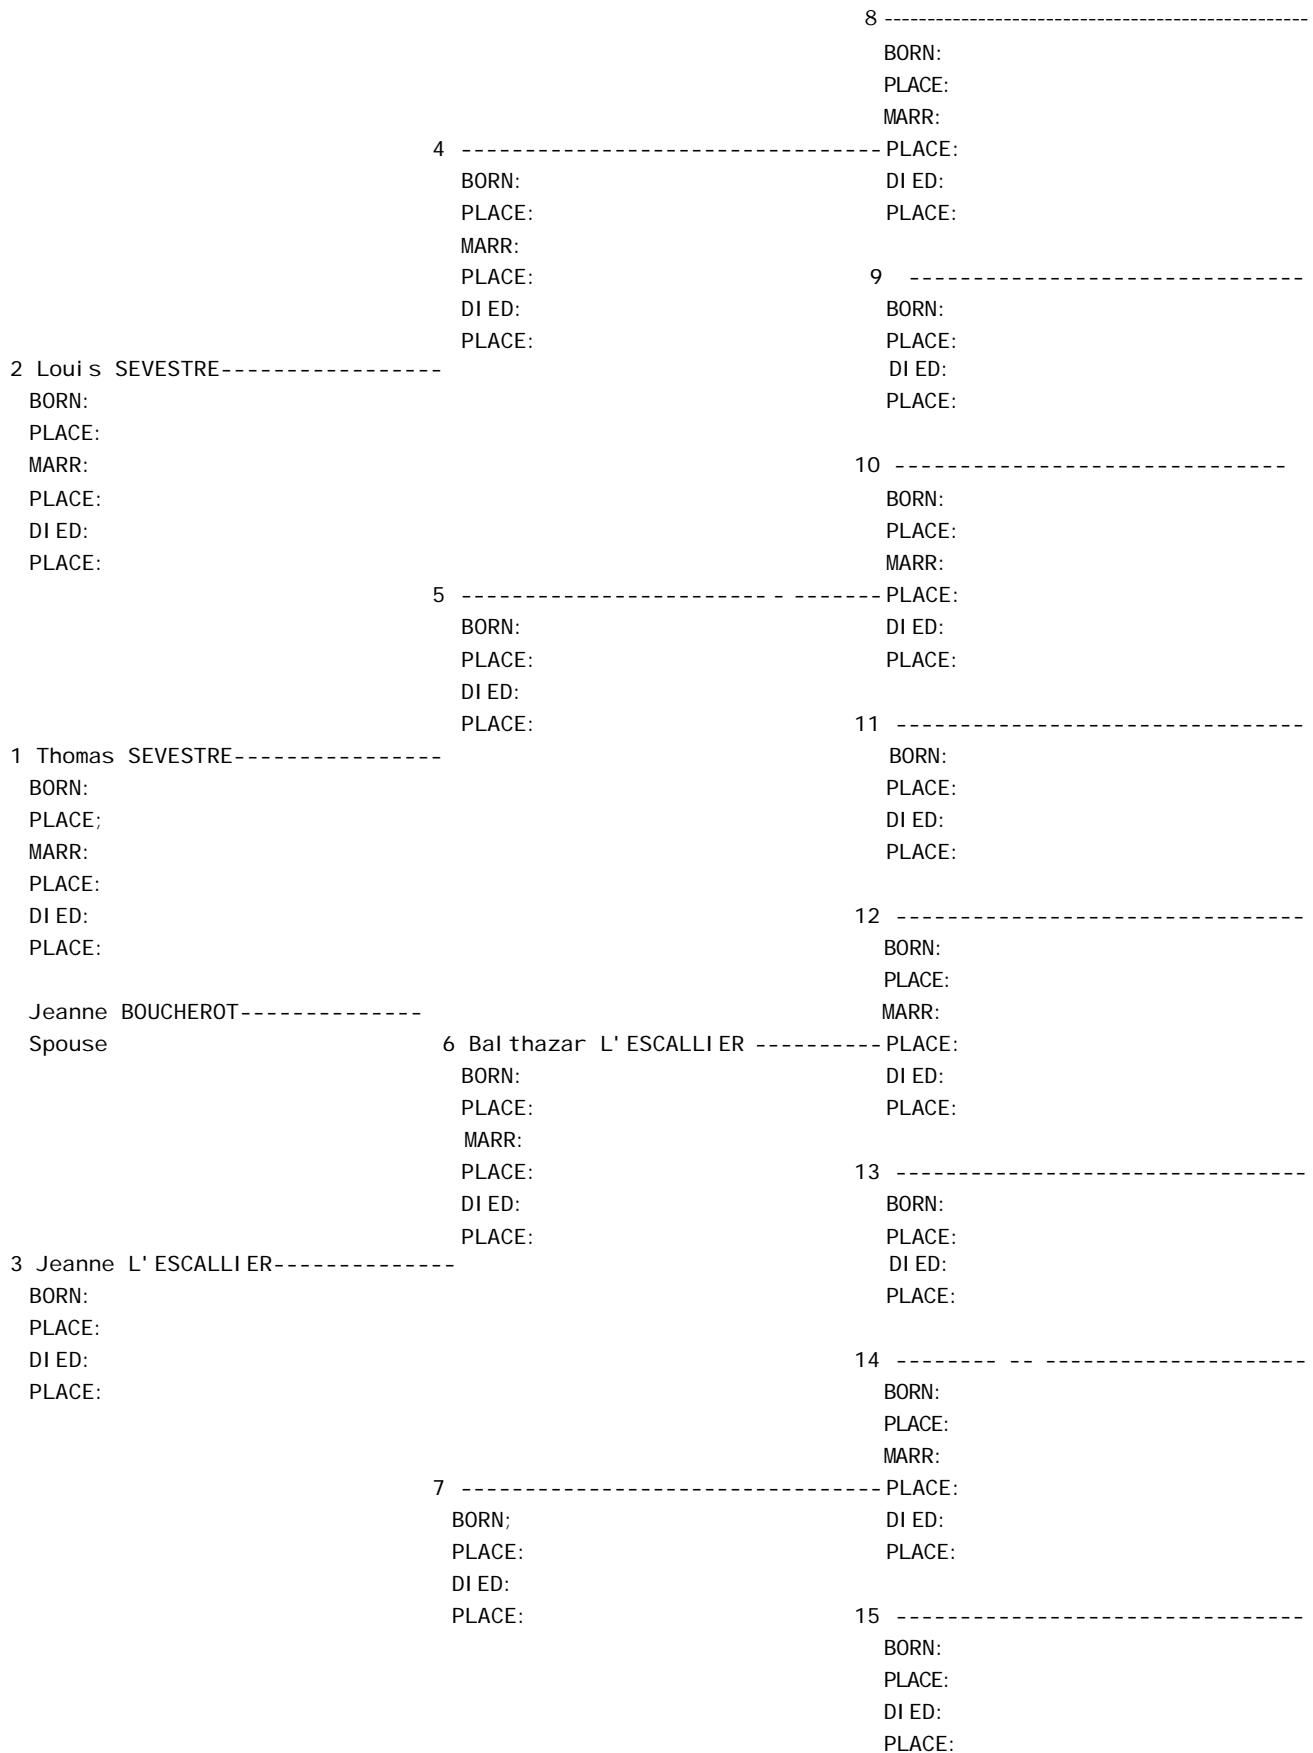 8 --------------------------------------------------
BORN:
PLACE:
MARR:
4 ---------------------------------PLACE:
BORN: DIED:
PLACE: PLACE:
MARR:
PLACE: 9 -------------------------------
DIED: BORN:
PLACE: PLACE:
2 Louis SEVESTRE----------------- DIED:
BORN: PLACE:
PLACE:
MARR: 10 -------------------------------
PLACE: BORN:
DIED: PLACE:
PLACE: MARR:
5 ------------------------ - -------PLACE:
BORN: DIED:
PLACE: PLACE:
DIED:
PLACE: 11 --------------------------------
1 Thomas SEVESTRE---------------- BORN:
BORN: PLACE:
PLACE; DIED:
MARR: PLACE:
PLACE:
DIED: 12 --------------------------------
PLACE: BORN:
PLACE:
Jeanne BOUCHEROT-------------- MARR:
Spouse 6 Balthazar L'ESCALLIER ----------PLACE:
BORN: DIED:
PLACE: PLACE:
MARR:
PLACE: 13 ---------------------------------
DIED: BORN:
PLACE: PLACE:
3 Jeanne L'ESCALLIER-------------- DIED:
BORN: PLACE:
PLACE:
DIED: 14 -------- -- ---------------------
PLACE: BORN:
PLACE:
MARR:
7 ---------------------------------PLACE:
BORN; DIED:
PLACE: PLACE:
DIED:
PLACE: 15 --------------------------------
BORN:
PLACE:
DIED:
PLACE: